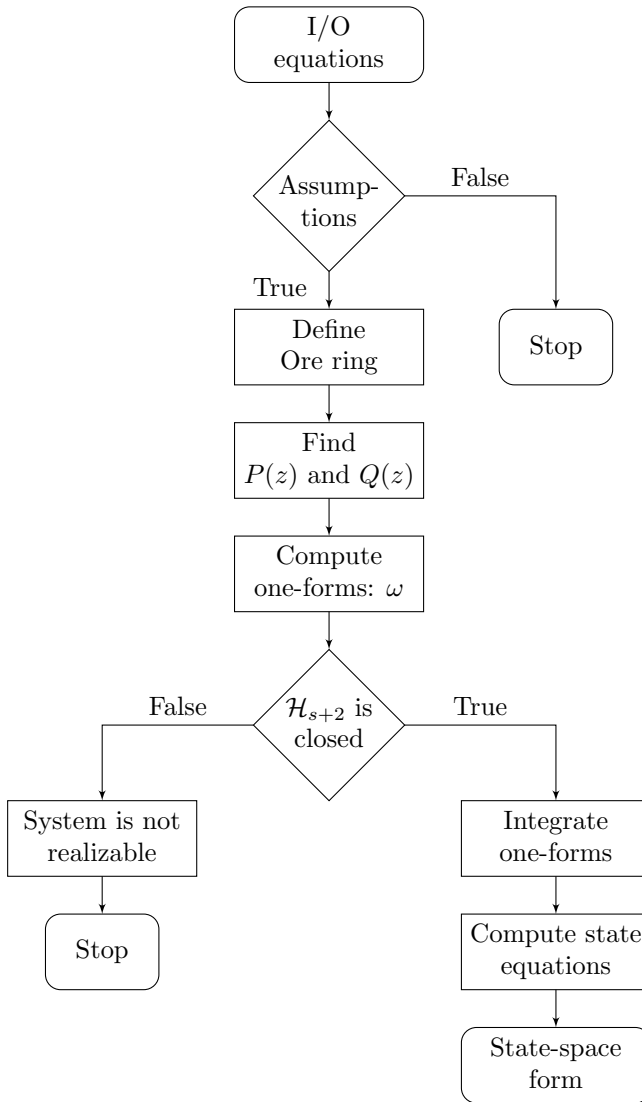 I/O
equations
Assump-
tions
False
True
Define
Ore ring
Stop
Find
P(z) and Q(z)
Compute
one-forms: ω
False
ℋₛ₊₂ is
closed
True
System is not
realizable
Integrate
one-forms
Stop
Compute state
equations
State-space
form